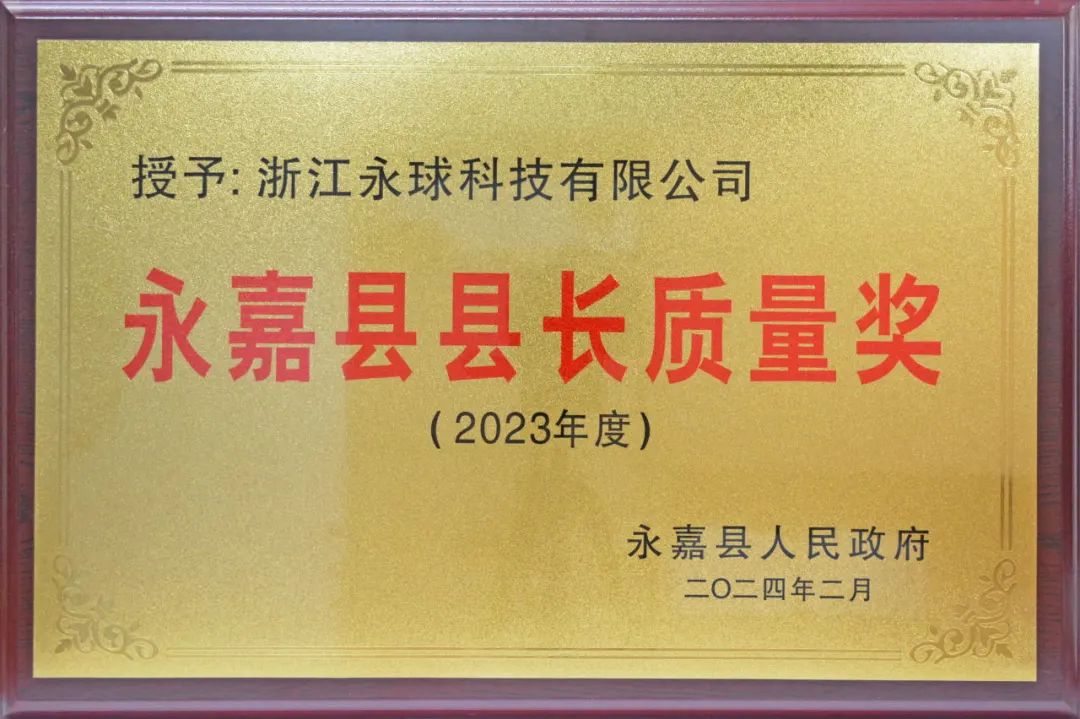 授予: 浙江永球科技有限公司
永嘉县县长质量奖
(2023年度)
永嘉县人民政府
二〇二四年二月